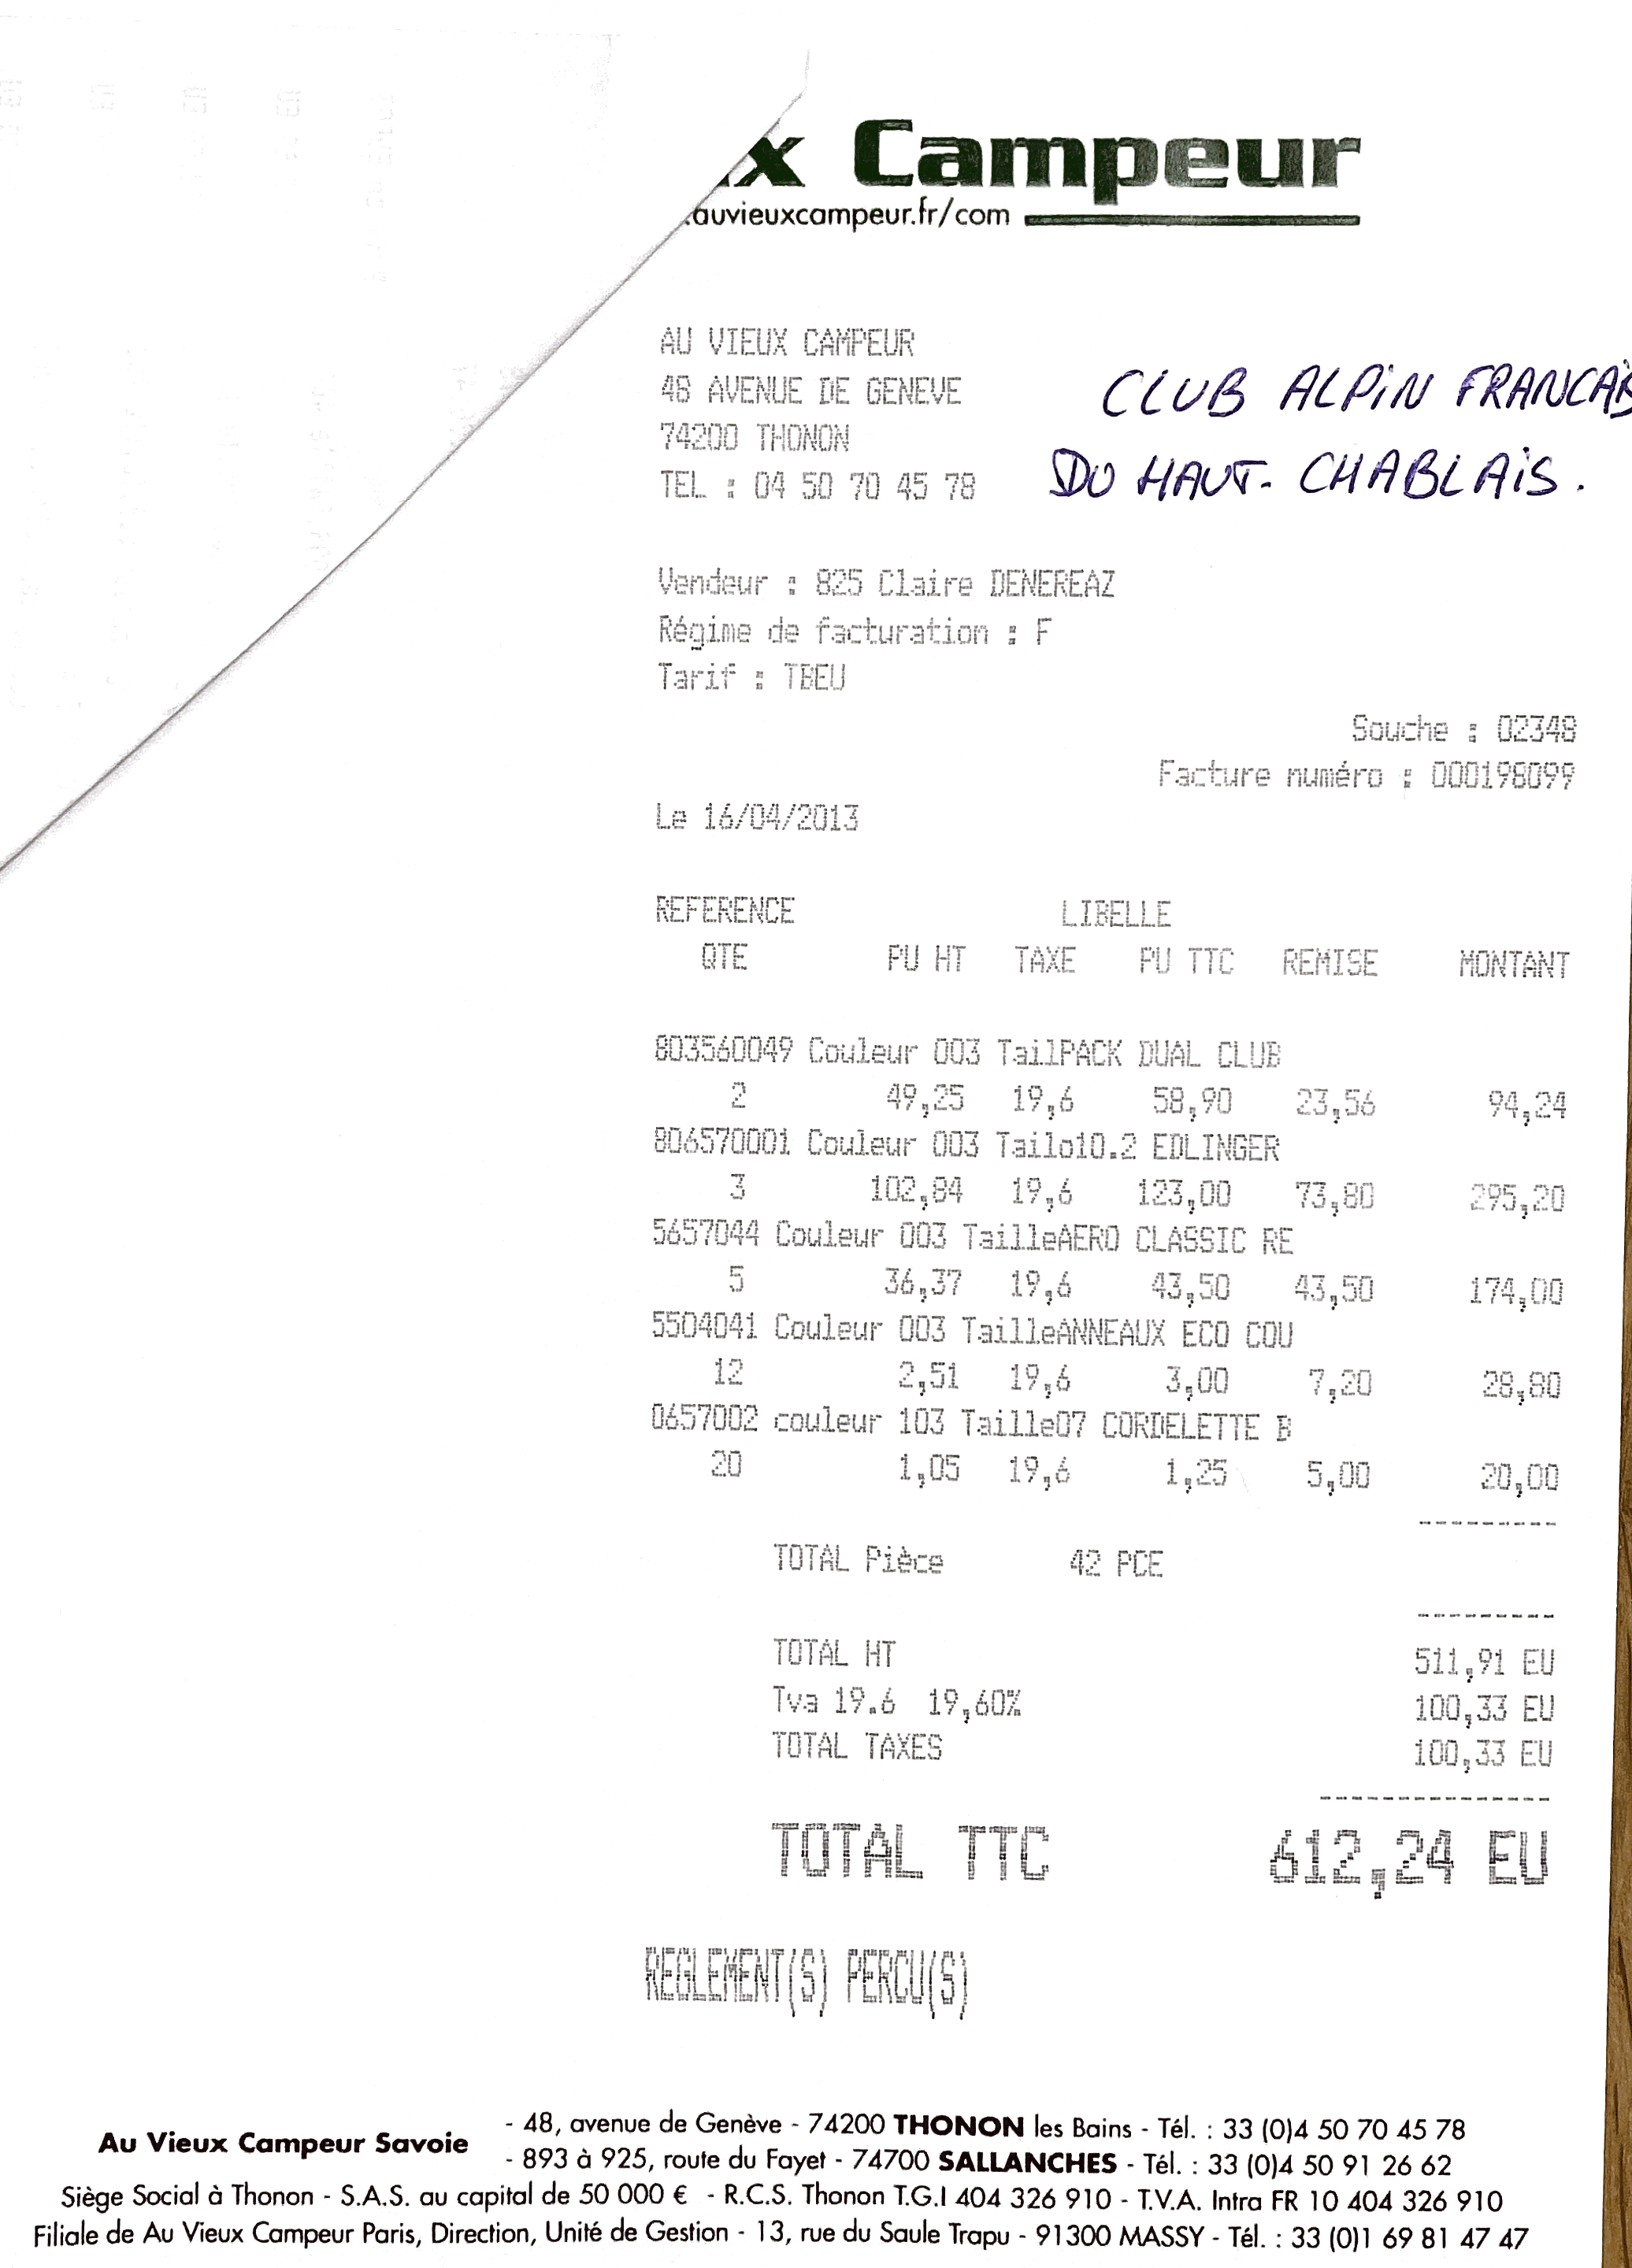 x Campeur
.auvieuxcampeur.fr/com
AU VIEUX CAMPEUR
48 AVENUE DE GENEVE
74200 THONON
TEL : 04 50 70 45 78
CLUB ALPIN FRANCAIS
DU HAUT-CHABLAIS.
Vendeur : 825 Claire DENEREAZ
Régime de facturation : F
Tarif : TBEU
Souche : 02348
Facture numéro : 000198099
Le 16/04/2013
REFERENCE LIBELLE
QTE PU HT TAXE PU TTC REMISE MONTANT
803560049 Couleur 003 TailPACK DUAL CLUB
2 49,25 19,6 58,90 23,56 94,24
806570001 Couleur 003 Tailo10.2 EDLINGER
3 102,84 19,6 123,00 73,80 295,20
5657044 Couleur 003 TailleAERO CLASSIC RE
5 36,37 19,6 43,50 43,50 174,00
5504041 Couleur 003 TailleANNEAUX ECO COU
12 2,51 19,6 3,00 7,20 28,80
0657002 couleur 103 Taille07 CORDELETTE B
20 1,05 19,6 1,25 5,00 20,00
---------
TOTAL Pièce 42 PCE
---------
TOTAL HT 511,91 EU
Tva 19.6 19,60% 100,33 EU
TOTAL TAXES 100,33 EU
---------------
TOTAL TTC 612,24 EU
REGLEMENT(S) PERCU(S)
Au Vieux Campeur Savoie - 48, avenue de Genève - 74200 THONON les Bains - Tél. : 33 (0)4 50 70 45 78
- 893 à 925, route du Fayet - 74700 SALLANCHES - Tél. : 33 (0)4 50 91 26 62
Siège Social à Thonon - S.A.S. au capital de 50 000 € - R.C.S. Thonon T.G.I 404 326 910 - T.V.A. Intra FR 10 404 326 910
Filiale de Au Vieux Campeur Paris, Direction, Unité de Gestion - 13, rue du Saule Trapu - 91300 MASSY - Tél. : 33 (0)1 69 81 47 47